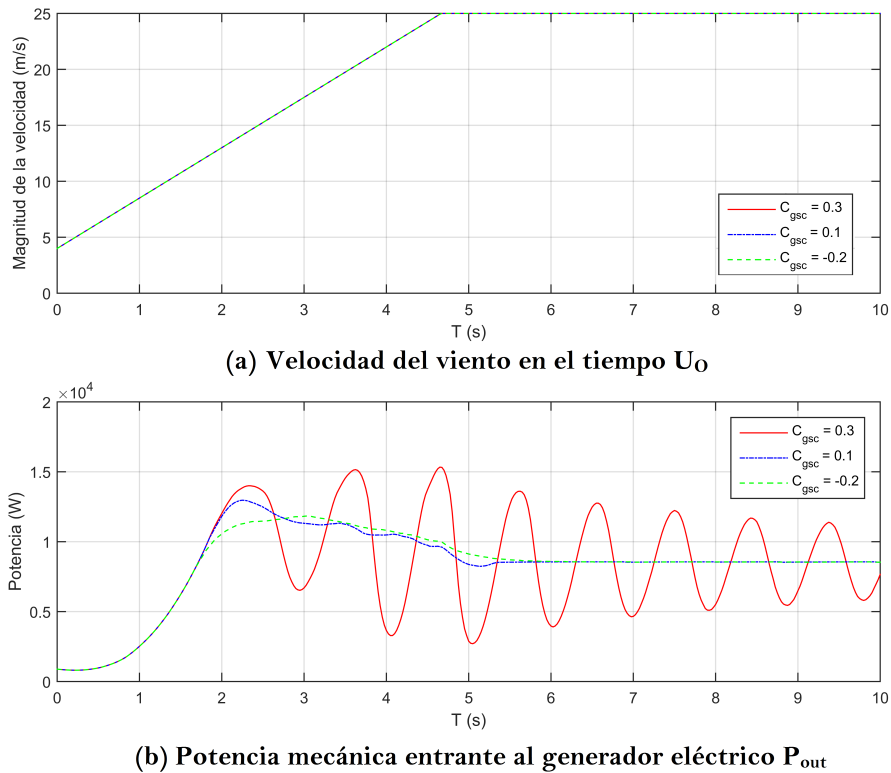 25
20
15
10
5
0
Magnitud de la velocidad (m/s)
C_gsc = 0.3
C_gsc = 0.1
C_gsc = -0.2
0 1 2 3 4 5 6 7 8 9 10
T (s)
(a) Velocidad del viento en el tiempo U_O
×10^4
2
1.5
1
0.5
0
Potencia (W)
C_gsc = 0.3
C_gsc = 0.1
C_gsc = -0.2
0 1 2 3 4 5 6 7 8 9 10
T (s)
(b) Potencia mecánica entrante al generador eléctrico P_out